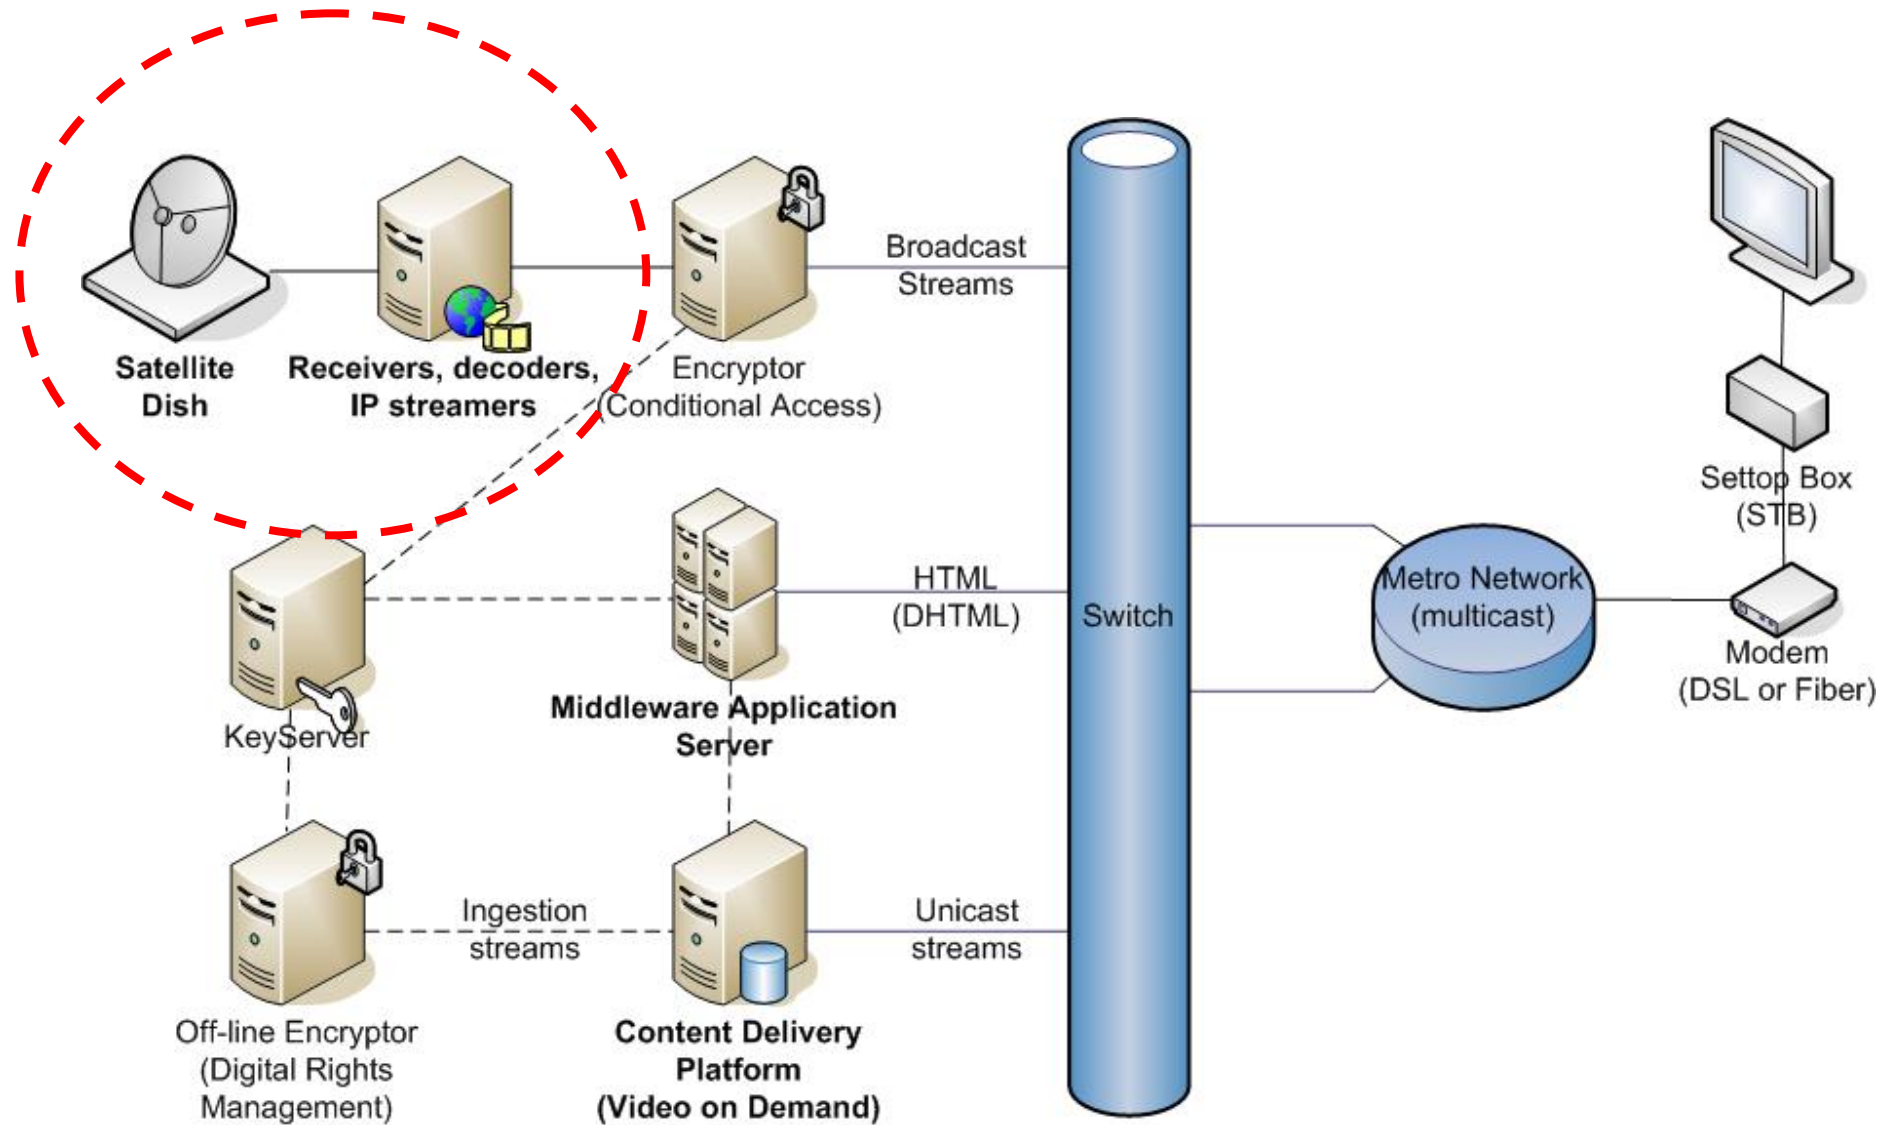 Satellite
Dish
Receivers, decoders,
IP streamers
Encryptor
(Conditional Access)
Broadcast
Streams
KeyServer
Middleware Application
Server
HTML
(DHTML)
Switch
Metro Network
(multicast)
Settop Box
(STB)
Modem
(DSL or Fiber)
Off-line Encryptor
(Digital Rights
Management)
Ingestion
streams
Content Delivery
Platform
(Video on Demand)
Unicast
streams